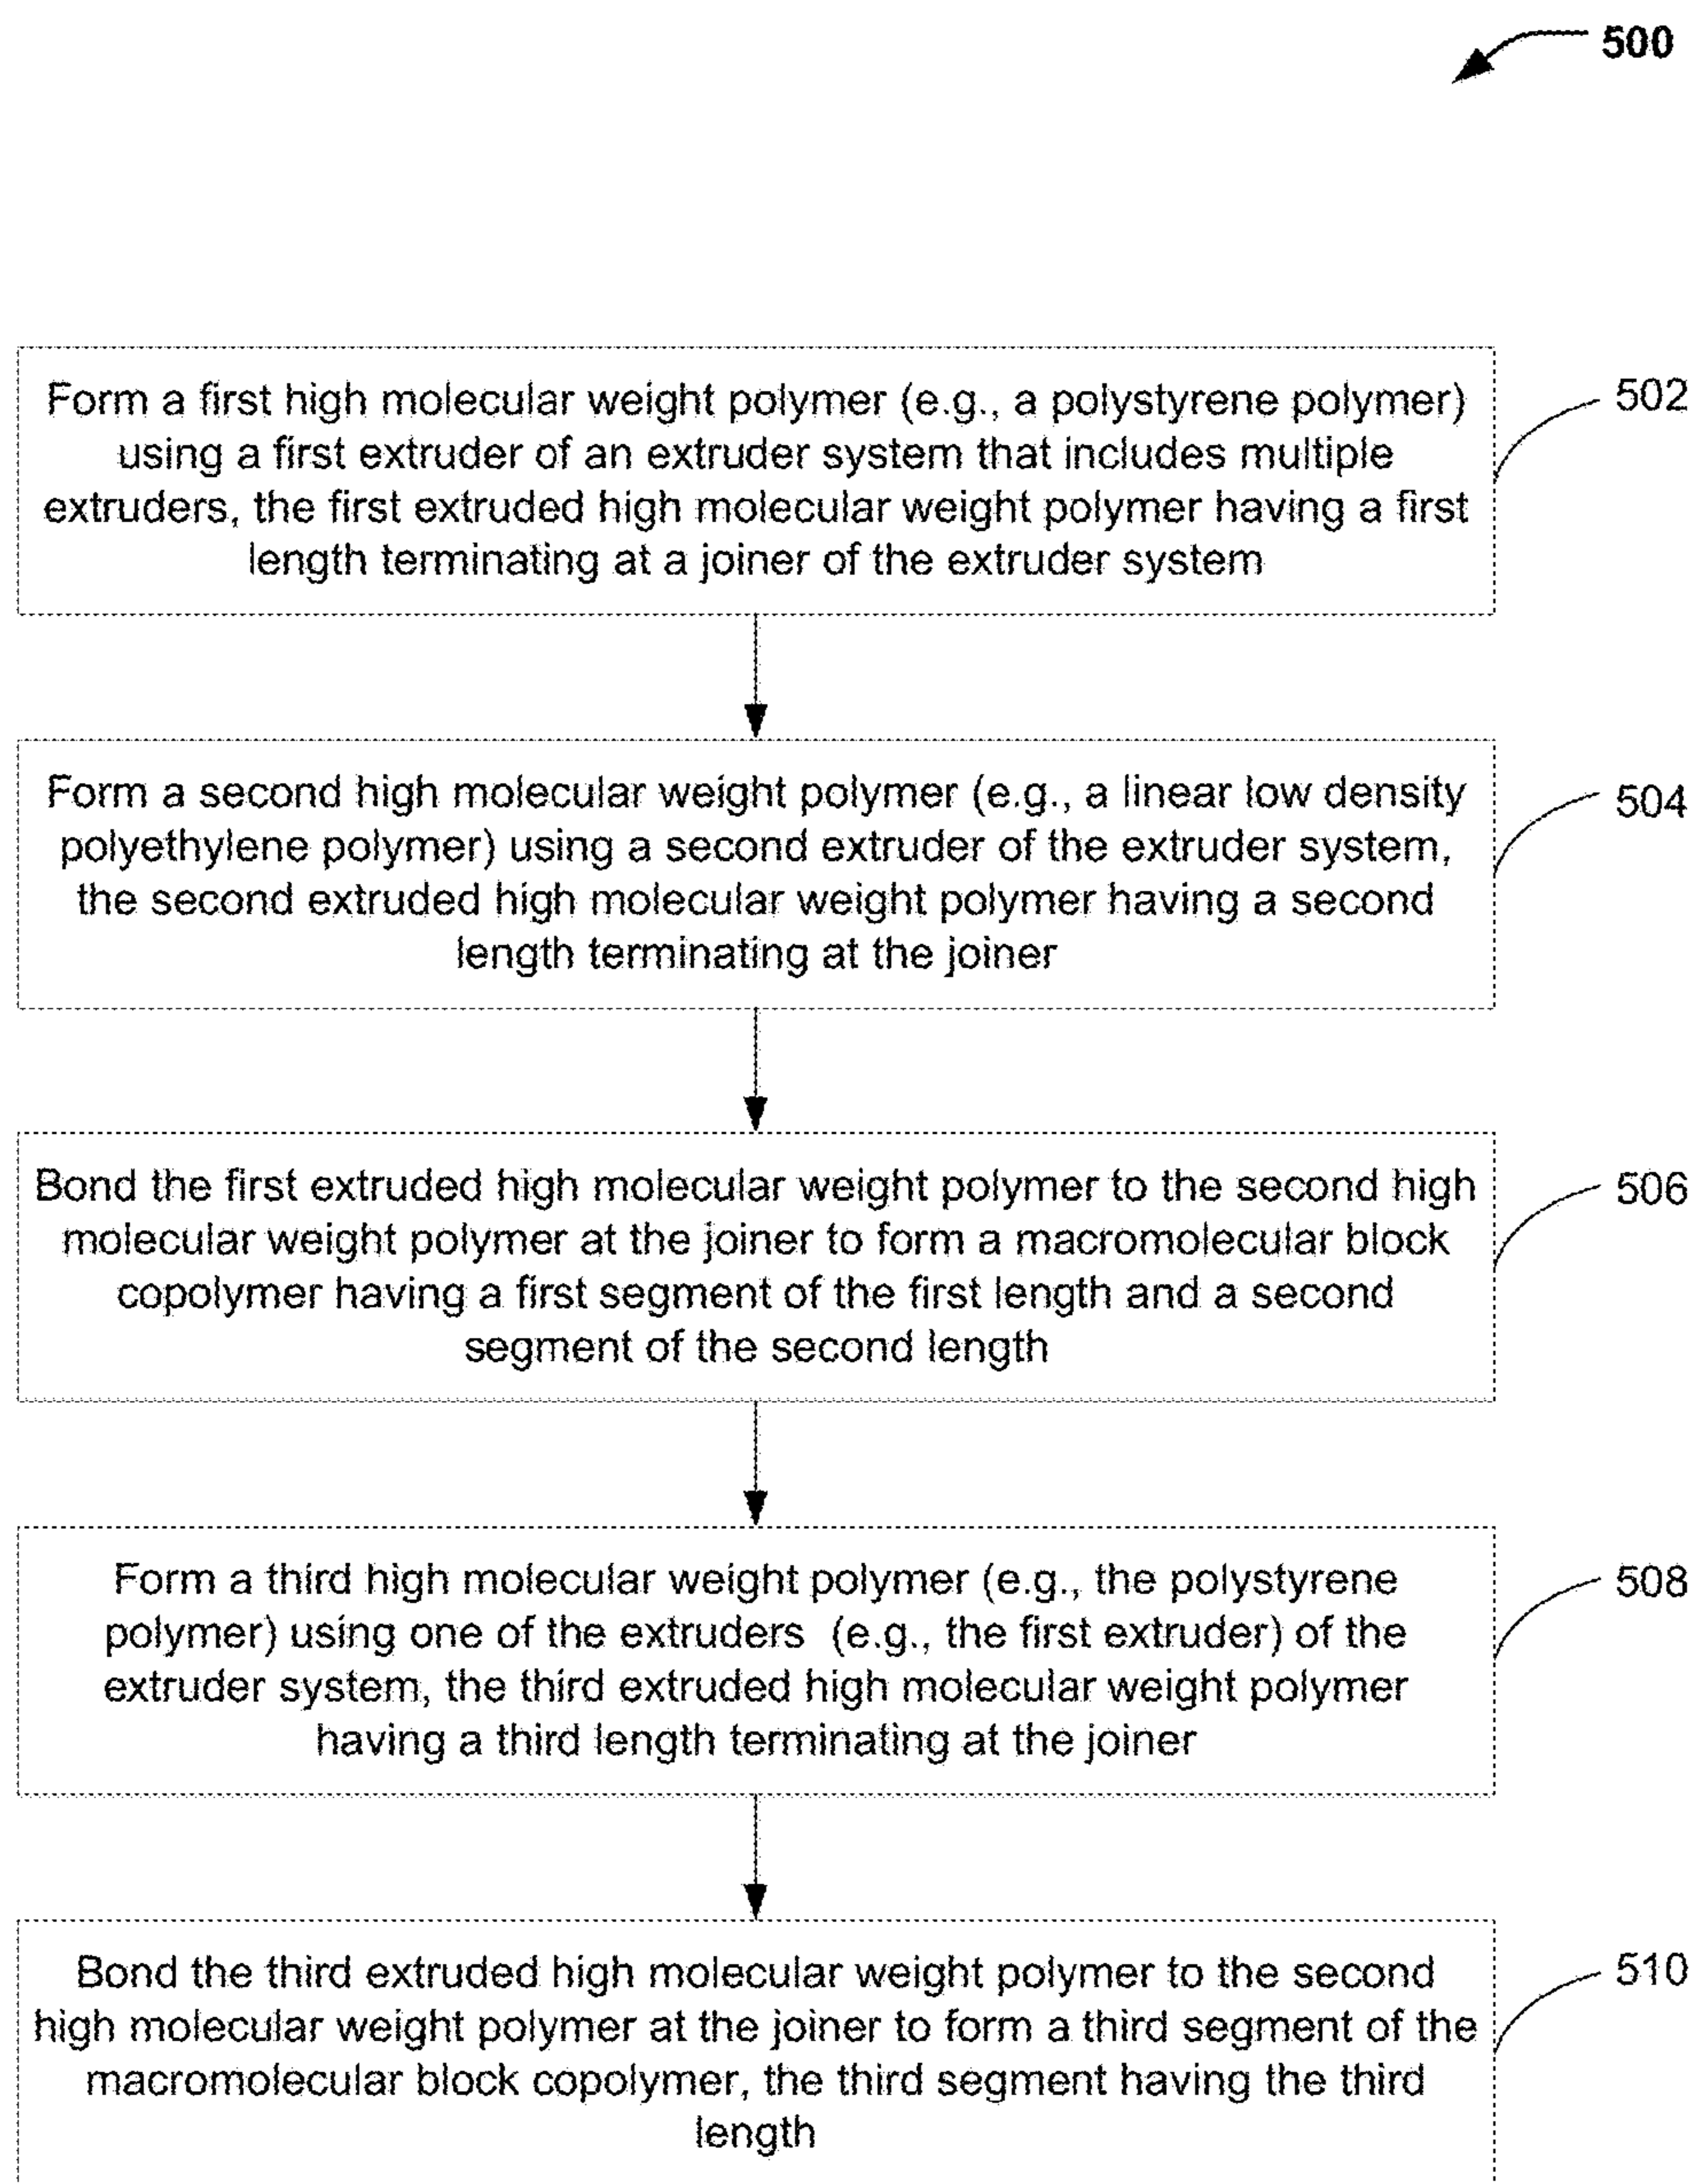 500
Form a first high molecular weight polymer (e.g., a polystyrene polymer)
using a first extruder of an extruder system that includes multiple
extruders, the first extruded high molecular weight polymer having a first
length terminating at a joiner of the extruder system
502
Form a second high molecular weight polymer (e.g., a linear low density
polyethylene polymer) using a second extruder of the extruder system,
the second extruded high molecular weight polymer having a second
length terminating at the joiner
504
Bond the first extruded high molecular weight polymer to the second high
molecular weight polymer at the joiner to form a macromolecular block
copolymer having a first segment of the first length and a second
segment of the second length
506
Form a third high molecular weight polymer (e.g., the polystyrene
polymer) using one of the extruders (e.g., the first extruder) of the
extruder system, the third extruded high molecular weight polymer
having a third length terminating at the joiner
508
Bond the third extruded high molecular weight polymer to the second
high molecular weight polymer at the joiner to form a third segment of the
macromolecular block copolymer, the third segment having the third
length
510